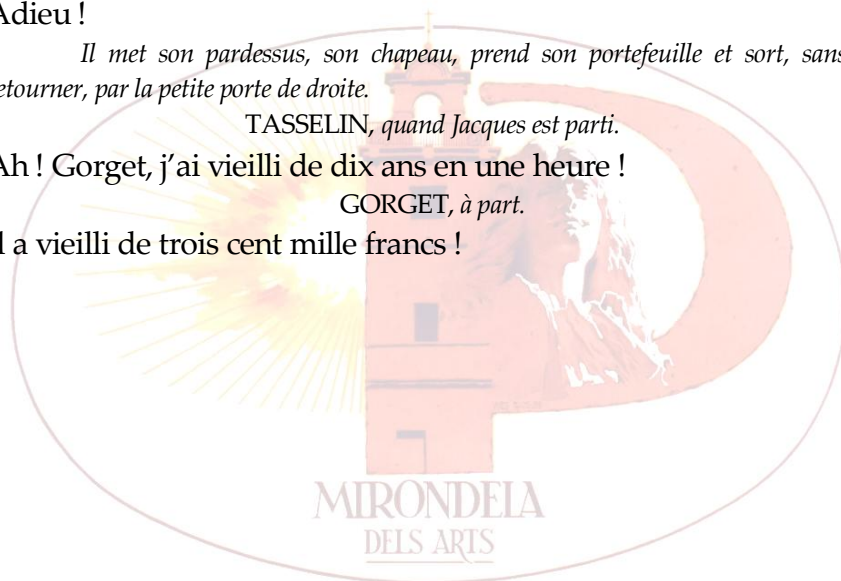 Adieu !
Il met son pardessus, son chapeau, prend son portefeuille et sort, sans
etourner, par la petite porte de droite.
TASSELIN, quand Jacques est parti.
Ah ! Gorget, j’ai vieilli de dix ans en une heure !
GORGET, à part.
l a vieilli de trois cent mille francs !
MIRONDELA
DELS ARTS